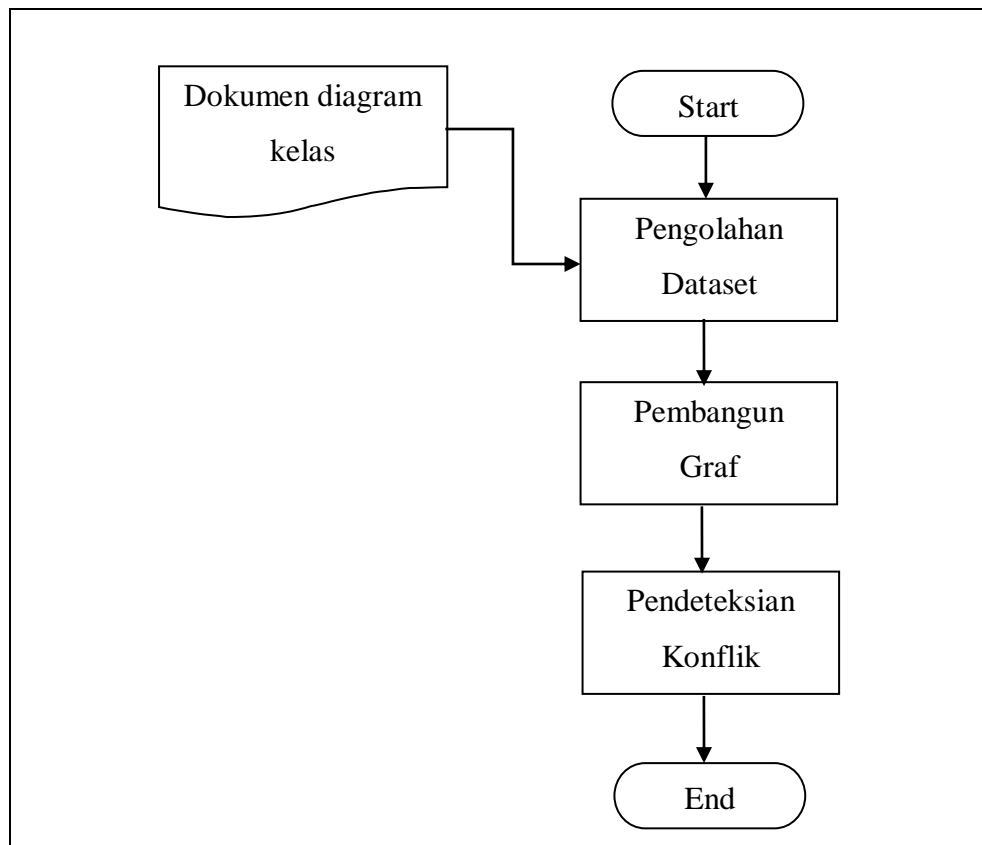 Dokumen diagram
kelas
Start
Pengolahan
Dataset
Pembangun
Graf
Pendeteksian
Konflik
End